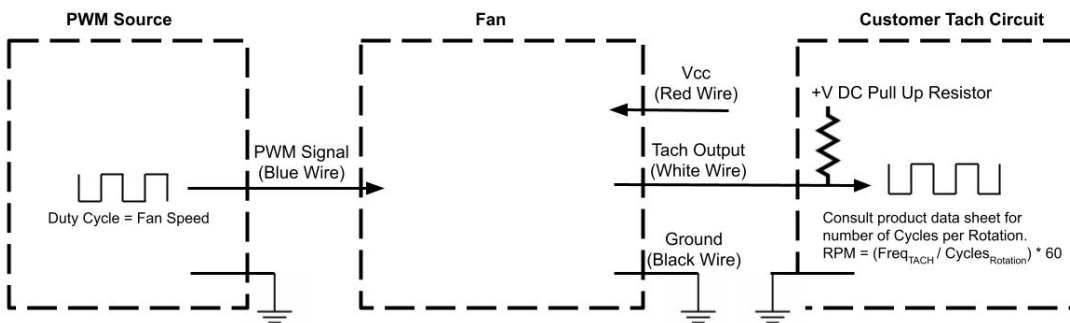 PWM Source
Fan
Customer Tach Circuit
Vcc
(Red Wire)
+V DC Pull Up Resistor
PWM Signal
(Blue Wire)
Tach Output
(White Wire)
Duty Cycle = Fan Speed
Consult product data sheet for
number of Cycles per Rotation.
RPM = (Freq_TACH / Cycles_Rotation) * 60
Ground
(Black Wire)